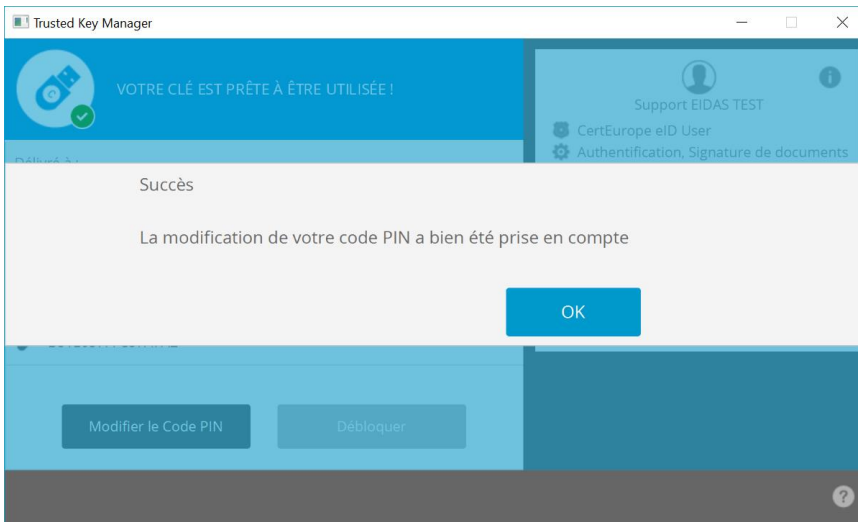 Trusted Key Manager
VOTRE CLÉ EST PRÊTE À ÊTRE UTILISÉE !
Support EIDAS TEST
CertEurope eID User
Authentification, Signature de documents
Délivré à :
Succès
La modification de votre code PIN a bien été prise en compte
OK
Modifier le Code PIN
Débloquer
?